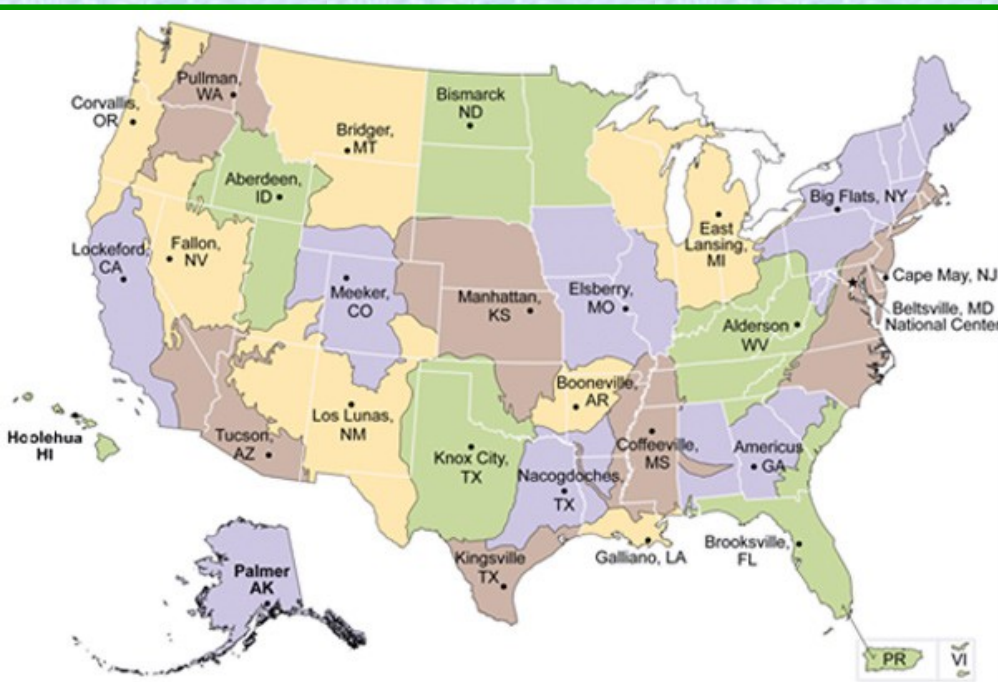 Pullman,
WA
Corvallis,
OR
Bismarck
ND
Bridger,
MT
Aberdeen,
ID
Big Flats, NY
East
Lansing,
MI
Lockeford,
CA
Fallon,
NV
Meeker,
CO
Manhattan,
KS
Elsberry,
MO
Cape May, NJ
Beltsville, MD
National Center
Alderson
WV
Booneville,
AR
Los Lunas,
NM
Hoolehua
HI
Tucson,
AZ
Knox City,
TX
Nacogdoches,
TX
Coffeeville,
MS
Americus
GA
Kingsville
TX
Galliano, LA
Brooksville,
FL
Palmer
AK
PR
VI